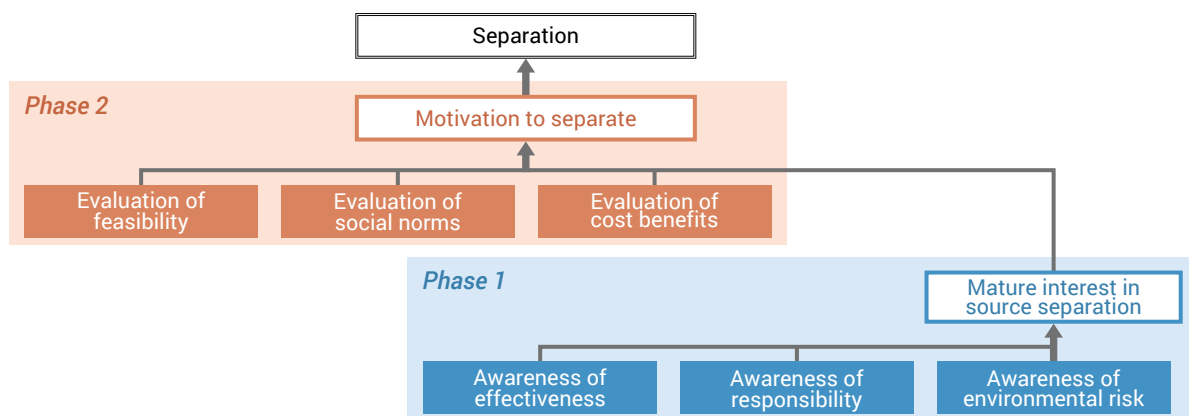 Separation
Phase 2
Motivation to separate
Evaluation of
feasibility
Evaluation of
social norms
Evaluation of
cost benefits
Phase 1
Mature interest in
source separation
Awareness of
effectiveness
Awareness of
responsibility
Awareness of
environmental risk